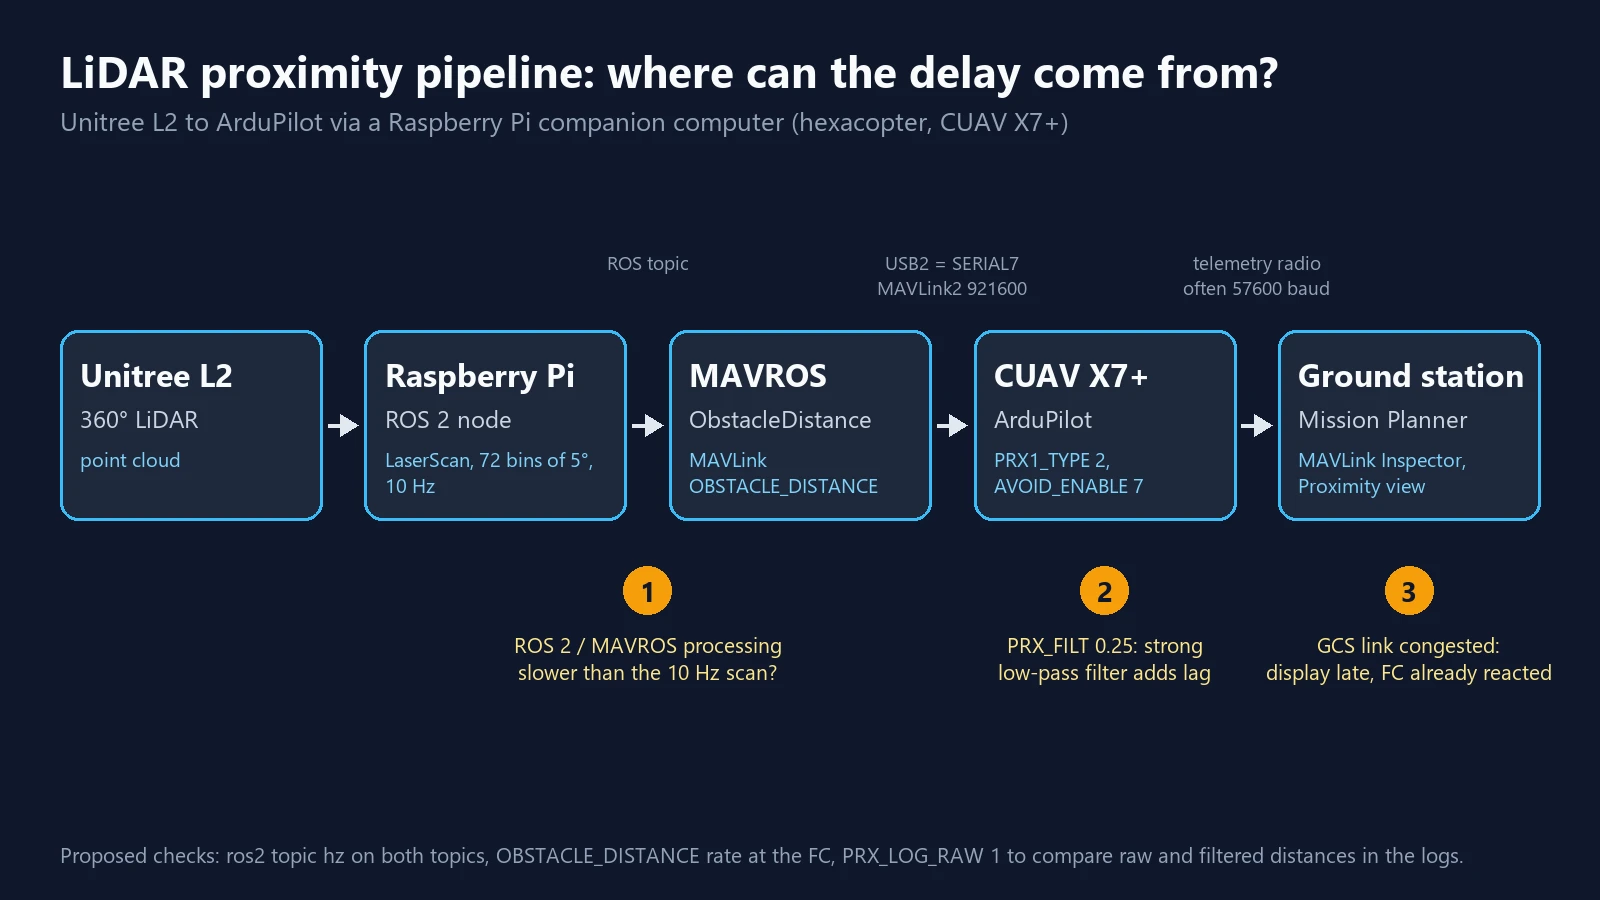 LiDAR proximity pipeline: where can the delay come from?
Unitree L2 to ArduPilot via a Raspberry Pi companion computer (hexacopter, CUAV X7+)
ROS topic
USB2 = SERIAL7
MAVLink2 921600
telemetry radio
often 57600 baud
Unitree L2
360° LiDAR
point cloud
Raspberry Pi
ROS 2 node
LaserScan, 72 bins of 5°,
10 Hz
MAVROS
ObstacleDistance
MAVLink
OBSTACLE_DISTANCE
CUAV X7+
ArduPilot
PRX1_TYPE 2,
AVOID_ENABLE 7
Ground station
Mission Planner
MAVLink Inspector,
Proximity view
1
ROS 2 / MAVROS processing
slower than the 10 Hz scan?
2
PRX_FILT 0.25: strong
low-pass filter adds lag
3
GCS link congested:
display late, FC already reacted
Proposed checks: ros2 topic hz on both topics, OBSTACLE_DISTANCE rate at the FC, PRX_LOG_RAW 1 to compare raw and filtered distances in the logs.